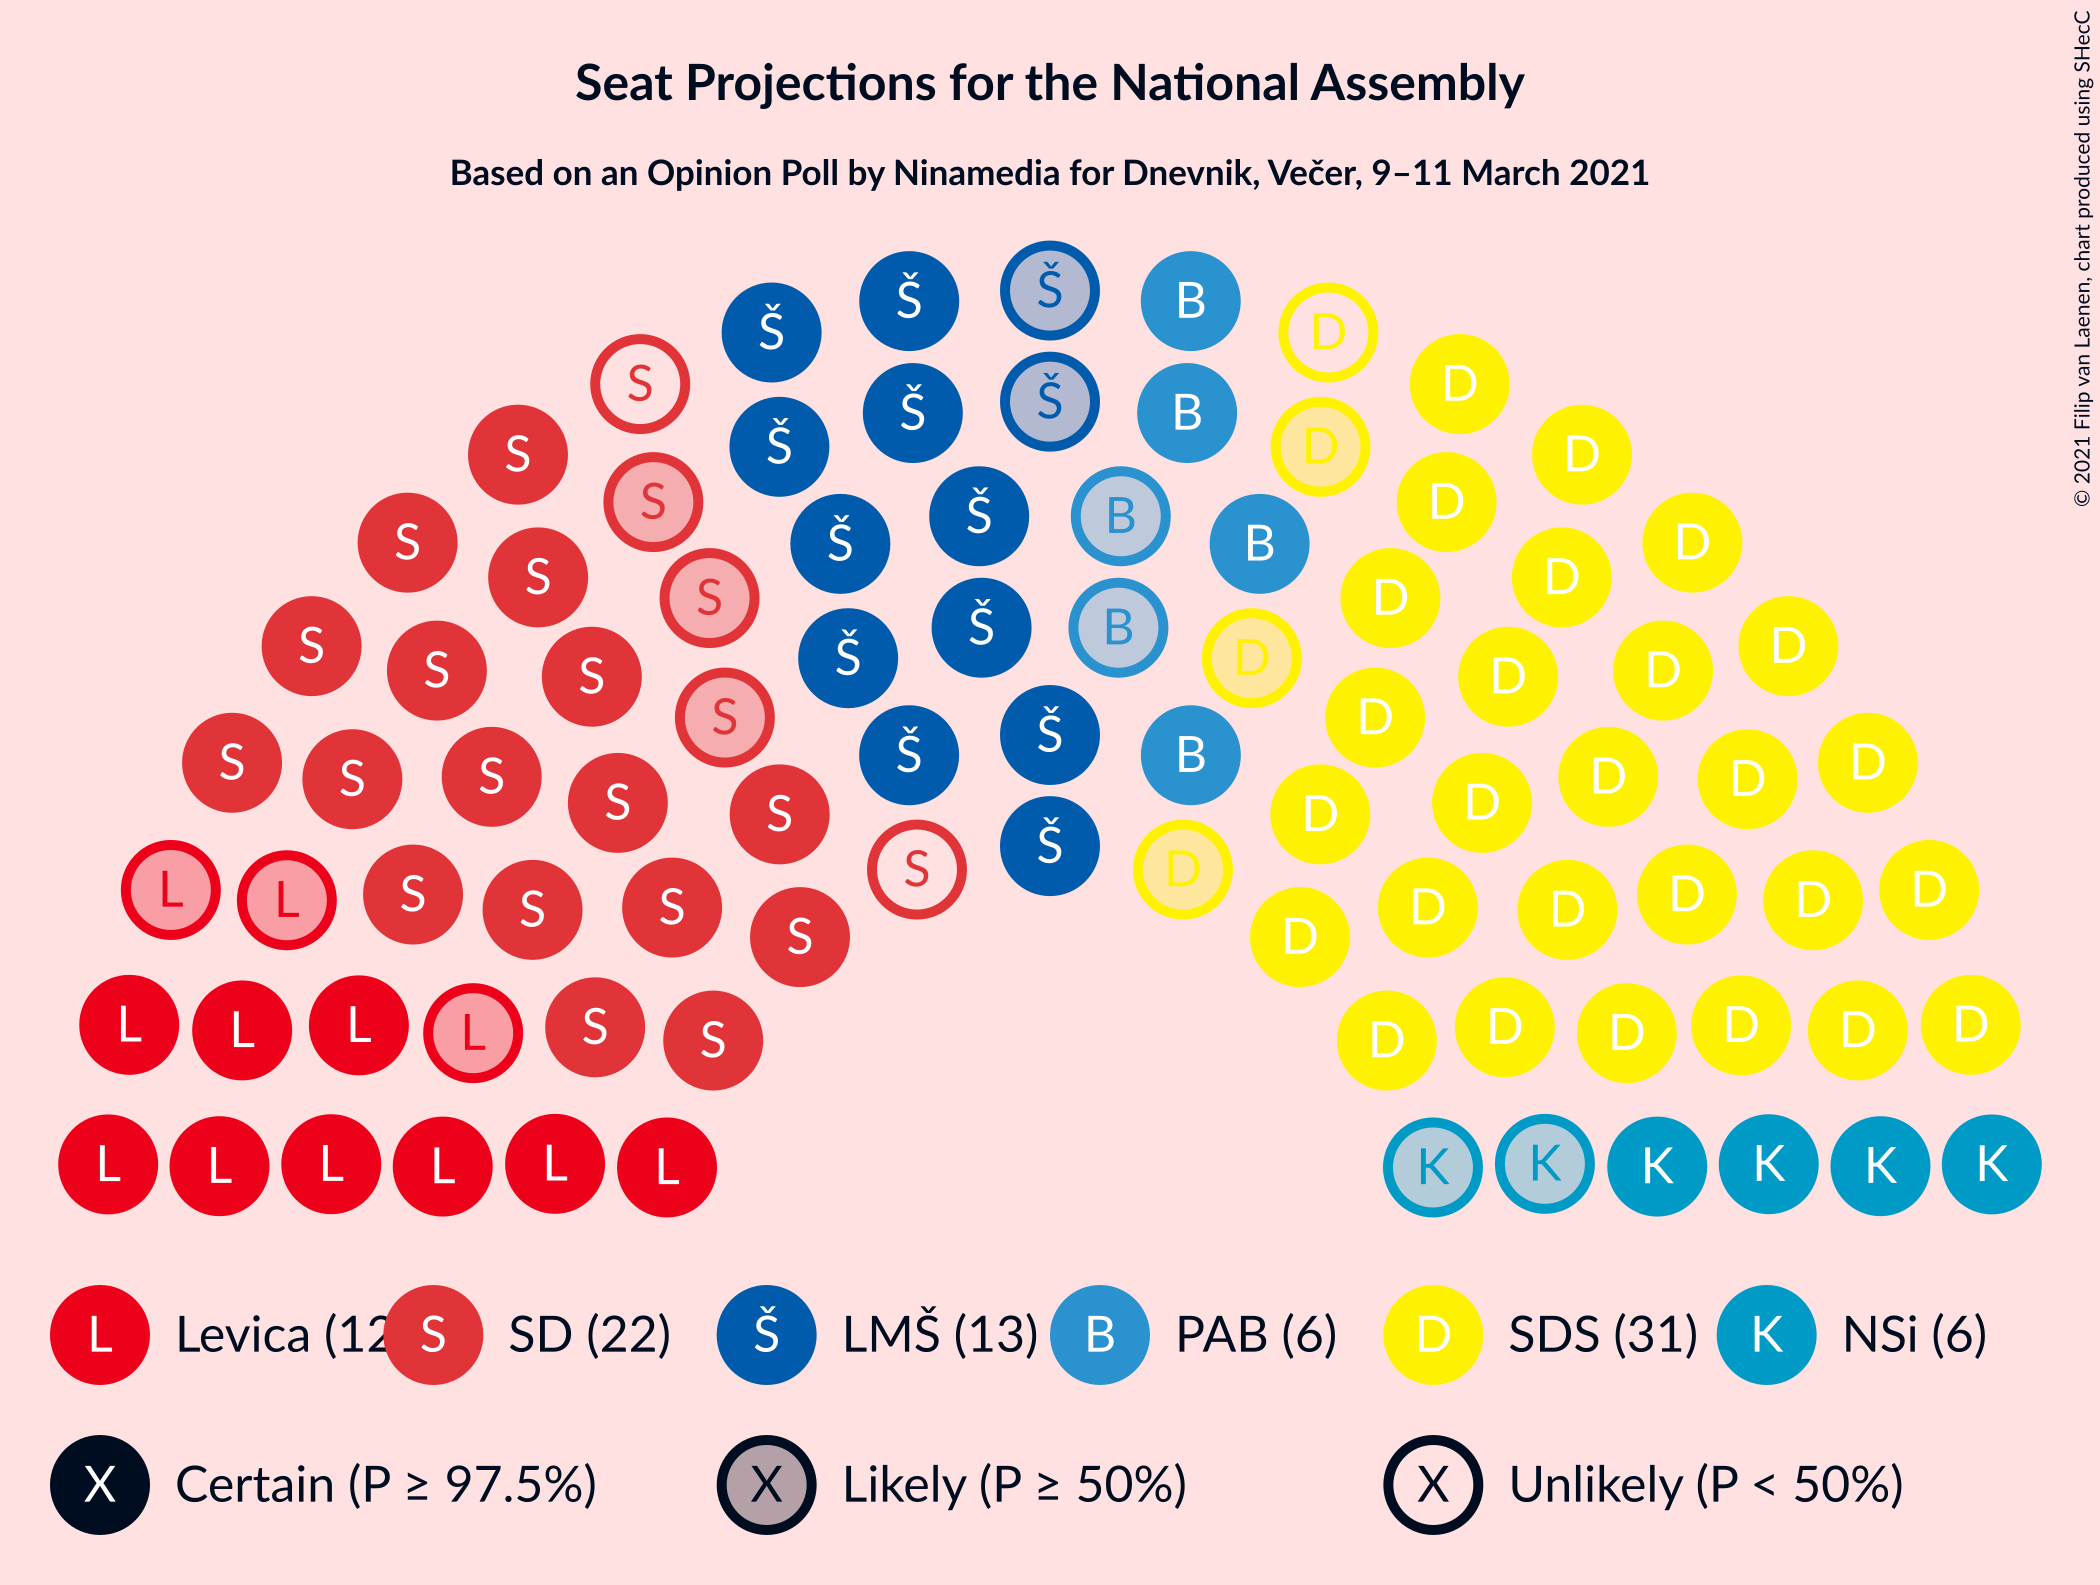 Seat Projections for the National Assembly
Based on an Opinion Poll by Ninamedia for Dnevnik, Večer, 9–11 March 2021
© 2021 Filip van Laenen, chart produced using SHecC
Š Š Š B D
S Š Š Š B D D
S S Š Š B B D D D
S S S Š Š B D D D D
S S S S Š Š B D D D D D
S S S S S Š D D D D D
L L S S S S S Š D D D D D D D
L L L L S S D D D D D D
L L L L L L K K K K K K
L Levica (12 S SD (22) Š LMŠ (13) B PAB (6) D SDS (31) K NSi (6)
X Certain (P ≥ 97.5%) X Likely (P ≥ 50%) X Unlikely (P < 50%)